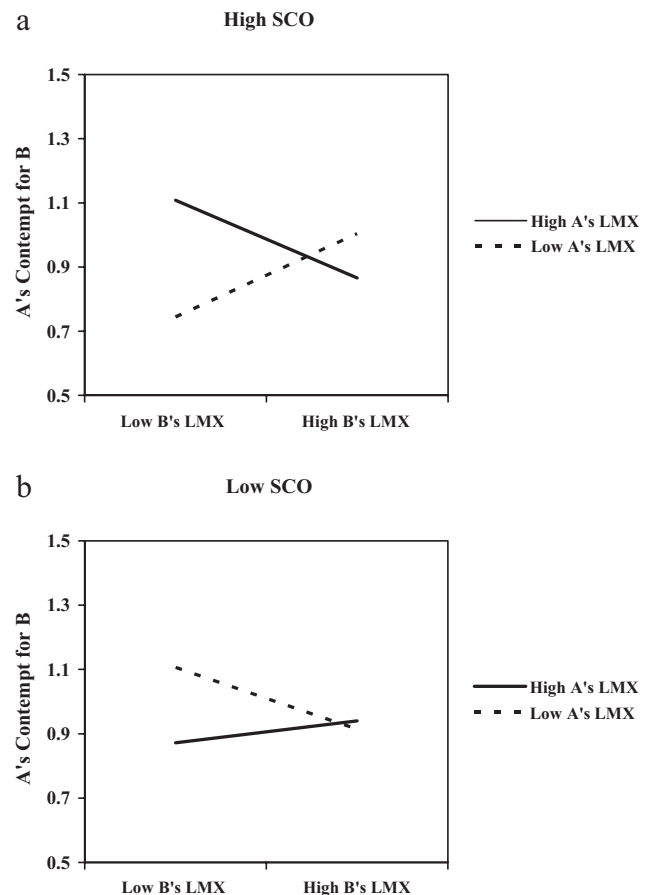 a
High SCO
A's Contempt for B
1.5
1.3
1.1
0.9
0.7
0.5
Low B's LMX
High B's LMX
High A's LMX
Low A's LMX
b
Low SCO
A's Contempt for B
1.5
1.3
1.1
0.9
0.7
0.5
Low B's LMX
High B's LMX
High A's LMX
Low A's LMX